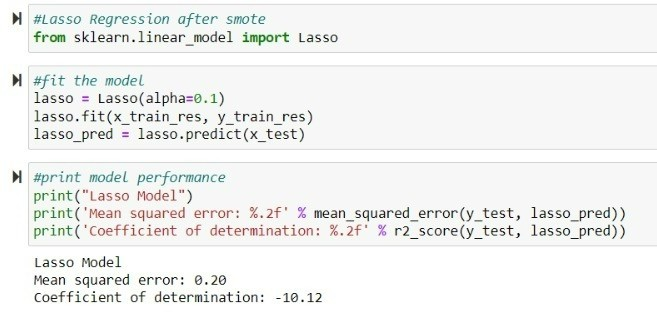 #Lasso Regression after smote
from sklearn.linear_model import Lasso
#fit the model
lasso = Lasso(alpha=0.1)
lasso.fit(x_train_res, y_train_res)
lasso_pred = lasso.predict(x_test)
#print model performance
print("Lasso Model")
print('Mean squared error: %.2f' % mean_squared_error(y_test, lasso_pred))
print('Coefficient of determination: %.2f' % r2_score(y_test, lasso_pred))
Lasso Model
Mean squared error: 0.20
Coefficient of determination: -10.12